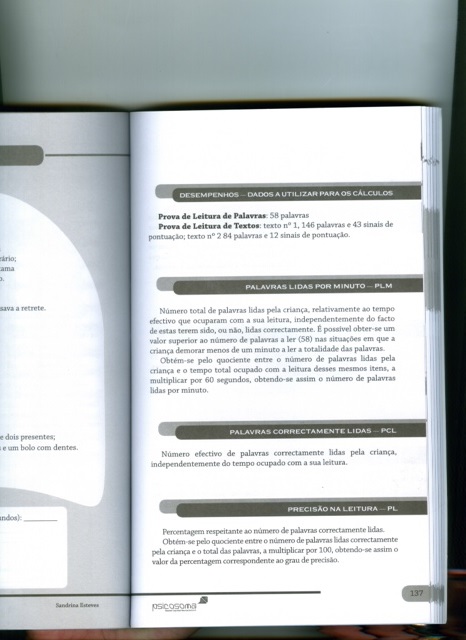 rário;
ama
o.
sava a retrete.
e dois presentes;
s e um bolo com dentes.
undos): ________
Sandrina Esteves
DESEMPENHOS – DADOS A UTILIZAR PARA OS CÁLCULOS
Prova de Leitura de Palavras: 58 palavras
Prova de Leitura de Textos: texto nº 1, 146 palavras e 43 sinais de
pontuação; texto nº 2 84 palavras e 12 sinais de pontuação.
PALAVRAS LIDAS POR MINUTO – PLM
Número total de palavras lidas pela criança, relativamente ao tempo
efectivo que ocuparam com a sua leitura, independentemente do facto
de estas terem sido, ou não, lidas correctamente. É possível obter-se um
valor superior ao número de palavras a ler (58) nas situações em que a
criança demorar menos de um minuto a ler a totalidade das palavras.
Obtém-se pelo quociente entre o número de palavras lidas pela
criança e o tempo total ocupado com a leitura desses mesmos itens, a
multiplicar por 60 segundos, obtendo-se assim o número de palavras
lidas por minuto.
PALAVRAS CORRECTAMENTE LIDAS – PCL
Número efectivo de palavras correctamente lidas pela criança,
independentemente do tempo ocupado com a sua leitura.
PRECISÃO NA LEITURA – PL
Percentagem respeitante ao número de palavras correctamente lidas.
Obtém-se pelo quociente entre o número de palavras lidas correctamente
pela criança e o total das palavras, a multiplicar por 100, obtendo-se assim o
valor da percentagem correspondente ao grau de precisão.
psicosoma
137